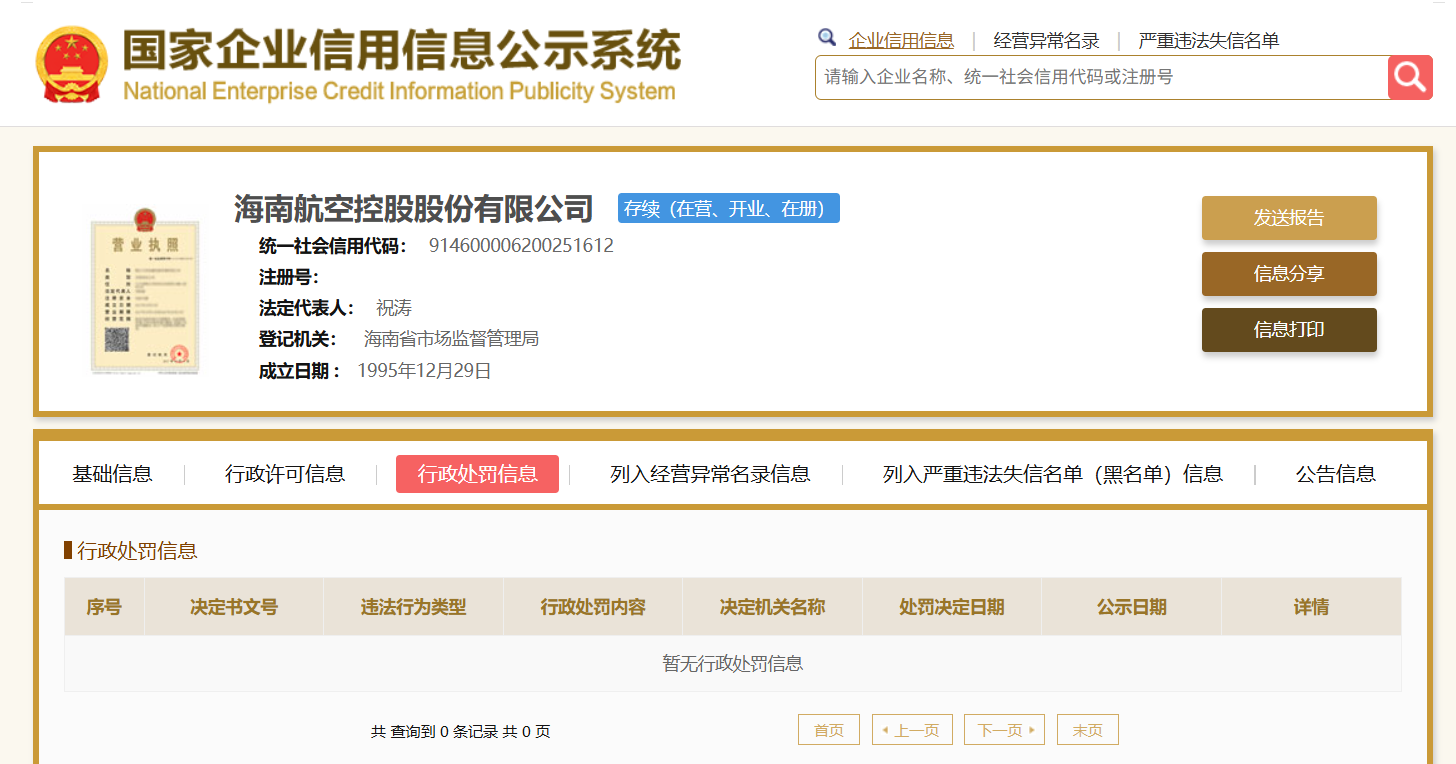 国家企业信用信息公示系统
National Enterprise Credit Information Publicity System
企业信用信息 | 经营异常名录 | 严重违法失信名单
请输入企业名称、统一社会信用代码或注册号
营业执照
海南航空控股股份有限公司 存续（在营、开业、在册）
统一社会信用代码： 914600006200251612
注册号：
法定代表人： 祝涛
登记机关： 海南省市场监督管理局
成立日期： 1995年12月29日
发送报告
信息分享
信息打印
基础信息 | 行政许可信息 | 行政处罚信息 | 列入经营异常名录信息 | 列入严重违法失信名单（黑名单）信息 | 公告信息
行政处罚信息
序号 决定书文号 违法行为类型 行政处罚内容 决定机关名称 处罚决定日期 公示日期 详情
暂无行政处罚信息
共 查询到 0 条记录 共 0 页 首页 上一页 下一页 末页